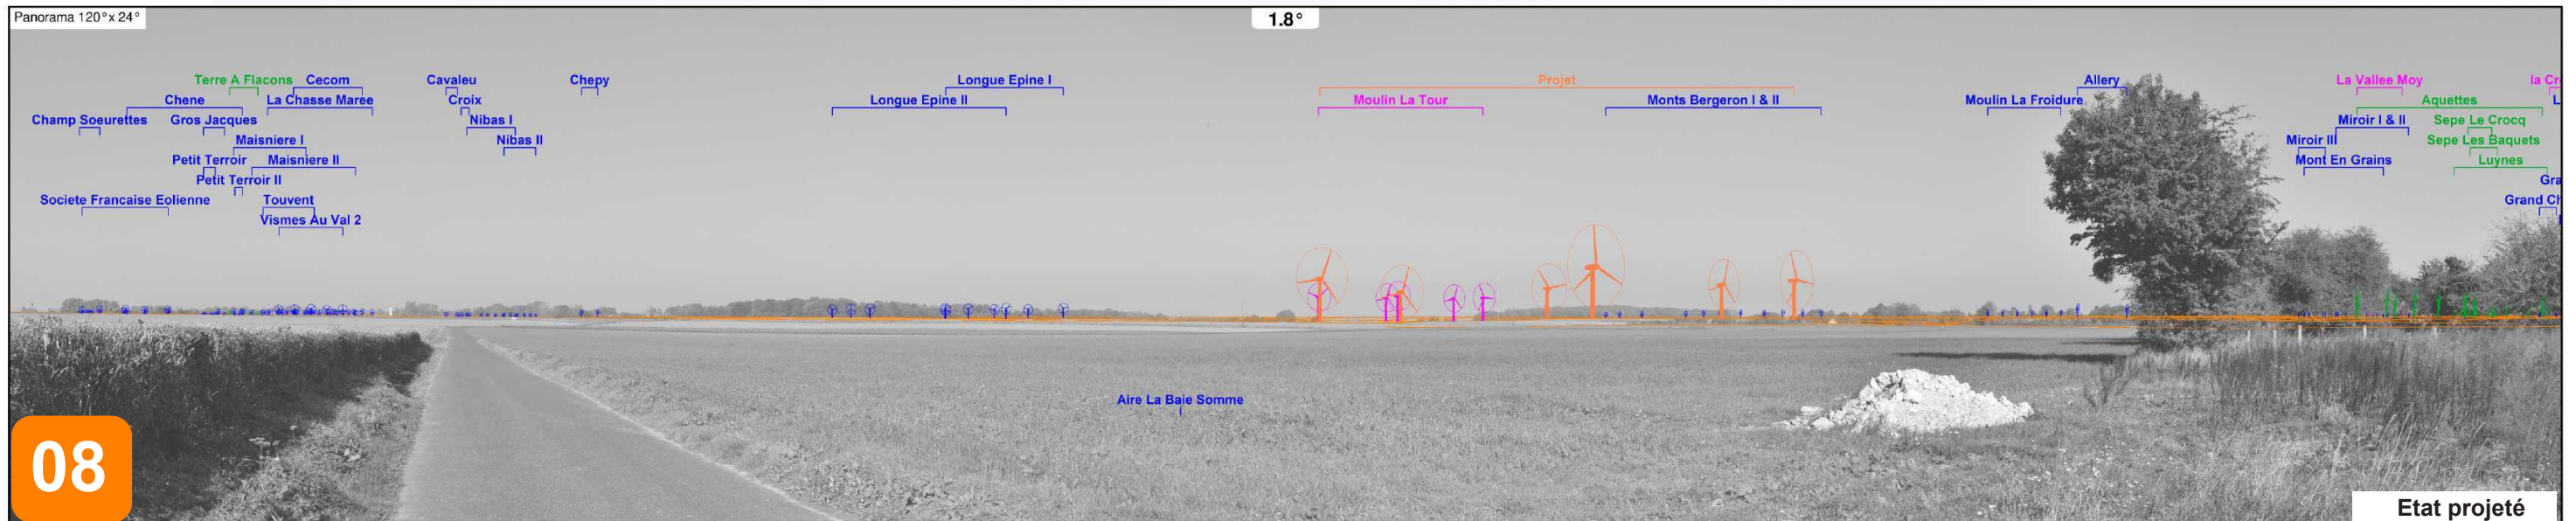 Panorama 120°x 24°
1.8°
Terre A Flacons
Cecom
Cavaleu
Chepy
Longue Epine I
Projet
Allery
La Vallee Moy
la Cr
Chene
La Chasse Maree
Croix
Longue Epine II
Moulin La Tour
Monts Bergeron I & II
Moulin La Froidure
Aquettes
L
Champ Soeurettes
Gros Jacques
Nibas I
Miroir I & II
Sepe Le Crocq
Maisniere I
Nibas II
Miroir III
Sepe Les Baquets
Petit Terroir
Maisniere II
Mont En Grains
Luynes
Petit Terroir II
Gra
Societe Francaise Eolienne
Touvent
Grand Ch
Vismes Au Val 2
Aire La Baie Somme
08
Etat projeté